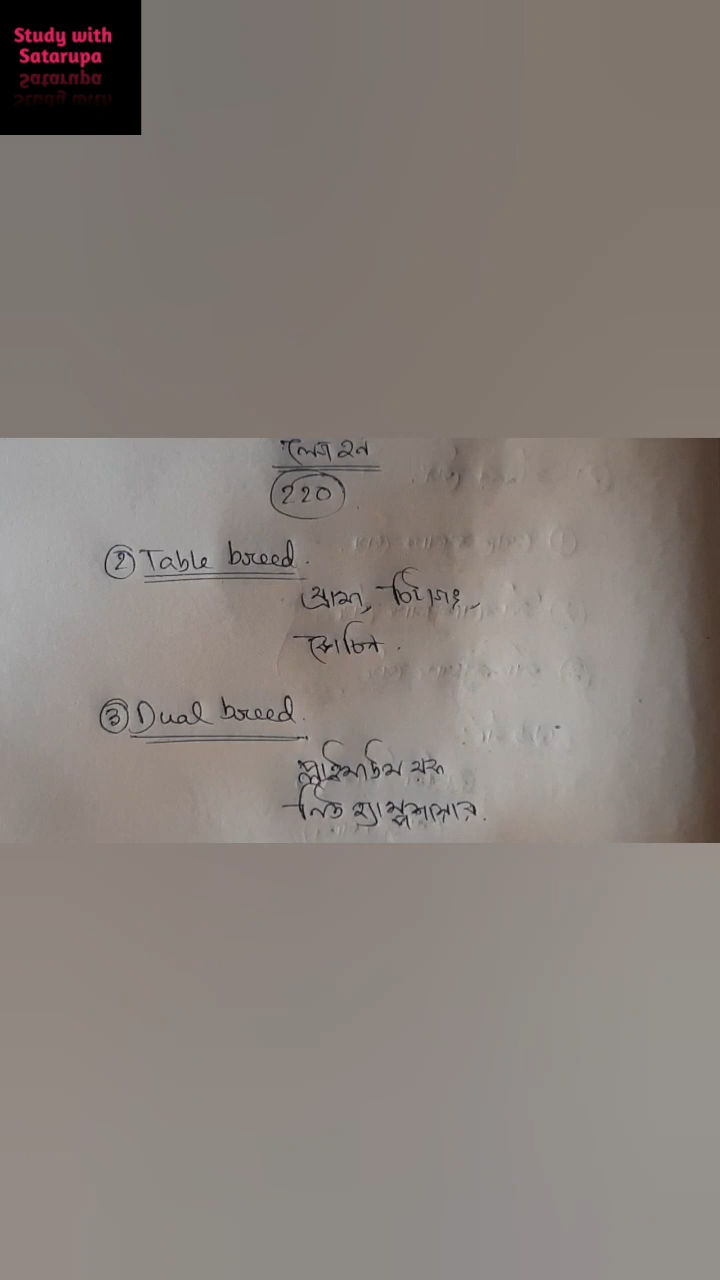 Study with
Satarupa
লেগ হর্ন
220
② Table breed.
ব্রাহ্মা, চিটাগং,
কোচিন.
③ Dual breed.
প্লাইমাউথ রক
নিউ হ্যাম্পশায়ার.